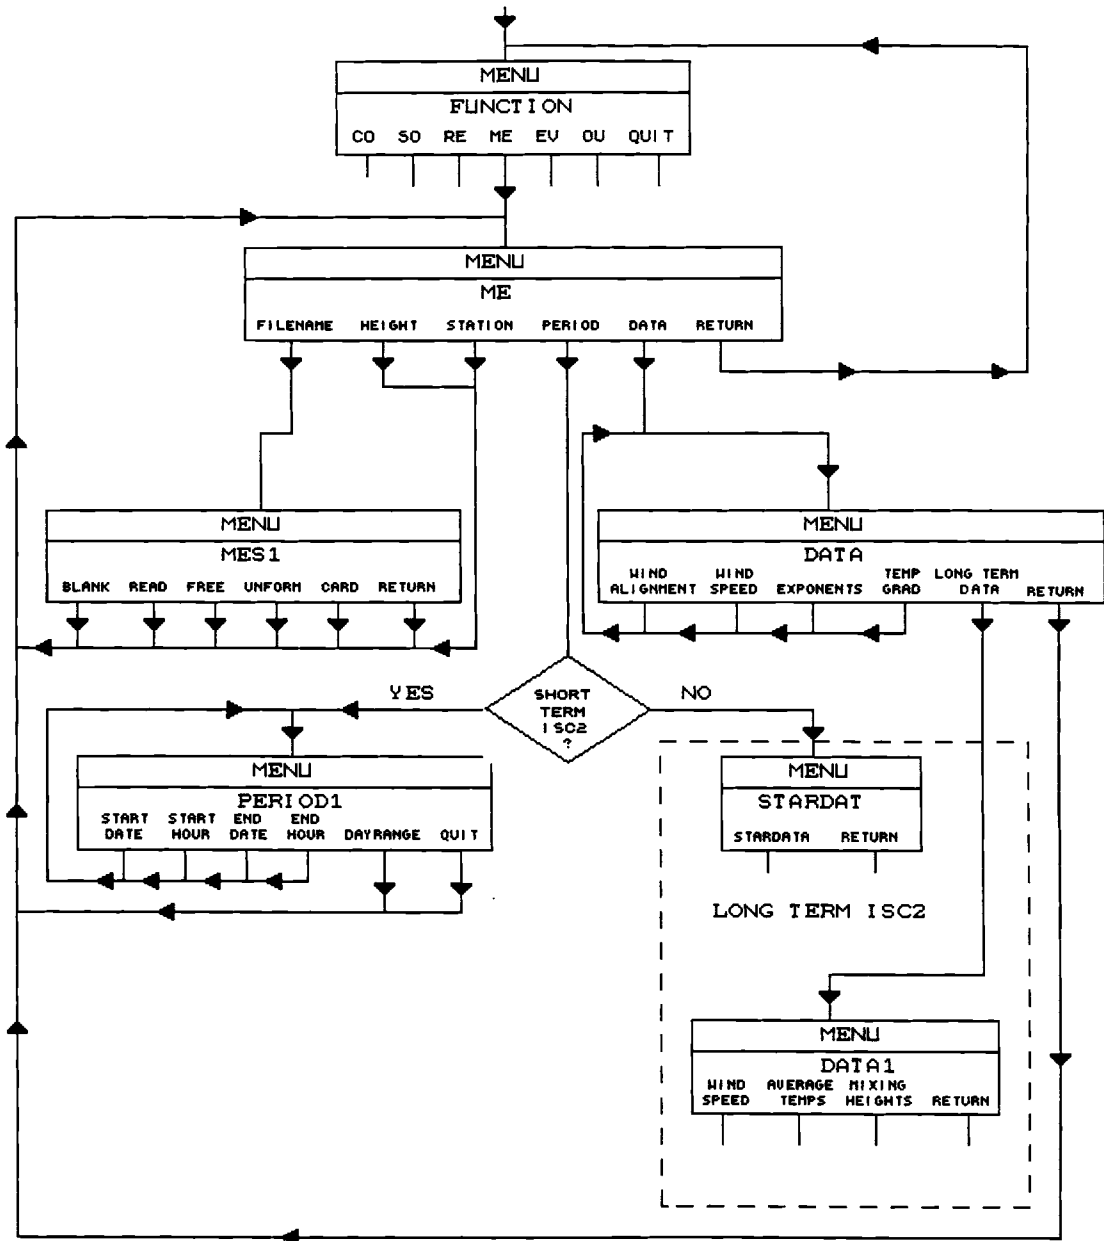 MENU
FUNCTION
CO SO RE ME EV OU QUIT
MENU
ME
FILENAME HEIGHT STATION PERIOD DATA RETURN
MENU
MES1
BLANK READ FREE UNFORM CARD RETURN
MENU
DATA
WIND ALIGNMENT WIND SPEED EXPONENTS TEMP GRAD LONG TERM DATA RETURN
YES
SHORT
TERM
ISC2
?
NO
MENU
PERIOD1
START DATE START HOUR END DATE END HOUR DAYRANGE QUIT
MENU
STARDAT
STARDATA RETURN
LONG TERM ISC2
MENU
DATA1
WIND SPEED AVERAGE TEMPS MIXING HEIGHTS RETURN